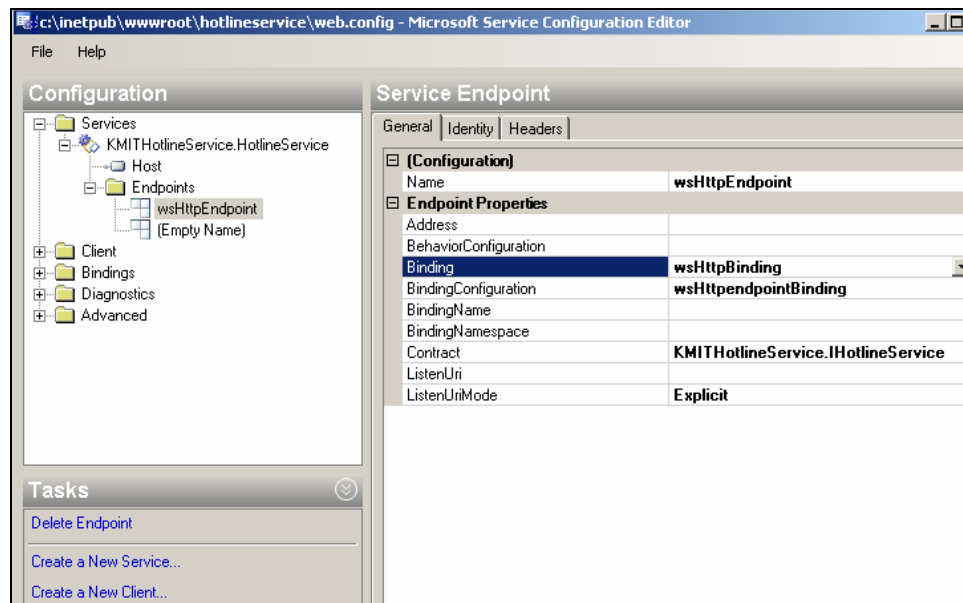 c:\inetpub\wwwroot\hotlineservice\web.config - Microsoft Service Configuration Editor
File Help
Configuration
Services
KMITHotlineService.HotlineService
Host
Endpoints
wsHttpEndpoint
(Empty Name)
Client
Bindings
Diagnostics
Advanced
Tasks
Delete Endpoint
Create a New Service...
Create a New Client...
Service Endpoint
General Identity Headers
(Configuration)
Name wsHttpEndpoint
Endpoint Properties
Address
BehaviorConfiguration
Binding wsHttpBinding
BindingConfiguration wsHttpendpointBinding
BindingName
BindingNamespace
Contract KMITHotlineService.IHotlineService
ListenUri
ListenUriMode Explicit